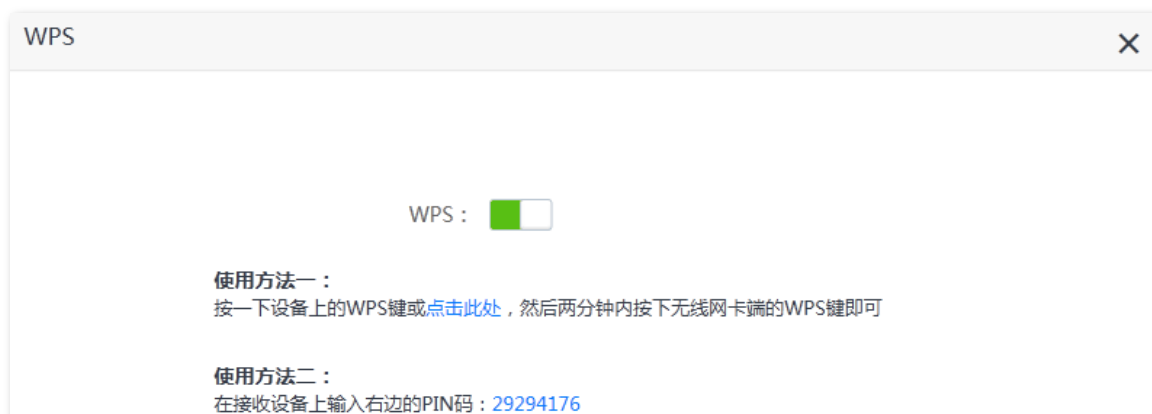 WPS
WPS：
使用方法一：
按一下设备上的WPS键或点击此处，然后两分钟内按下无线网卡端的WPS键即可
使用方法二：
在接收设备上输入右边的PIN码：29294176